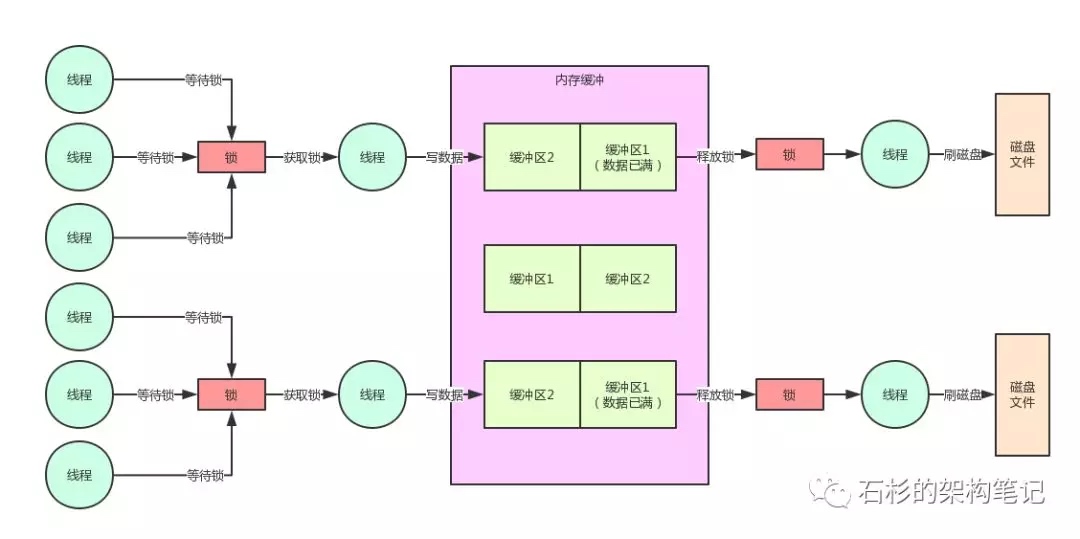 线程
等待锁
内存缓冲
线程
等待锁
锁
获取锁
线程
写数据
缓冲区2
缓冲区1
（数据已满）
释放锁
锁
线程
刷磁盘
磁盘
文件
线程
等待锁
缓冲区1
缓冲区2
线程
等待锁
线程
等待锁
锁
获取锁
线程
写数据
缓冲区2
缓冲区1
（数据已满）
释放锁
锁
线程
刷磁盘
磁盘
文件
线程
等待锁
石杉的架构笔记